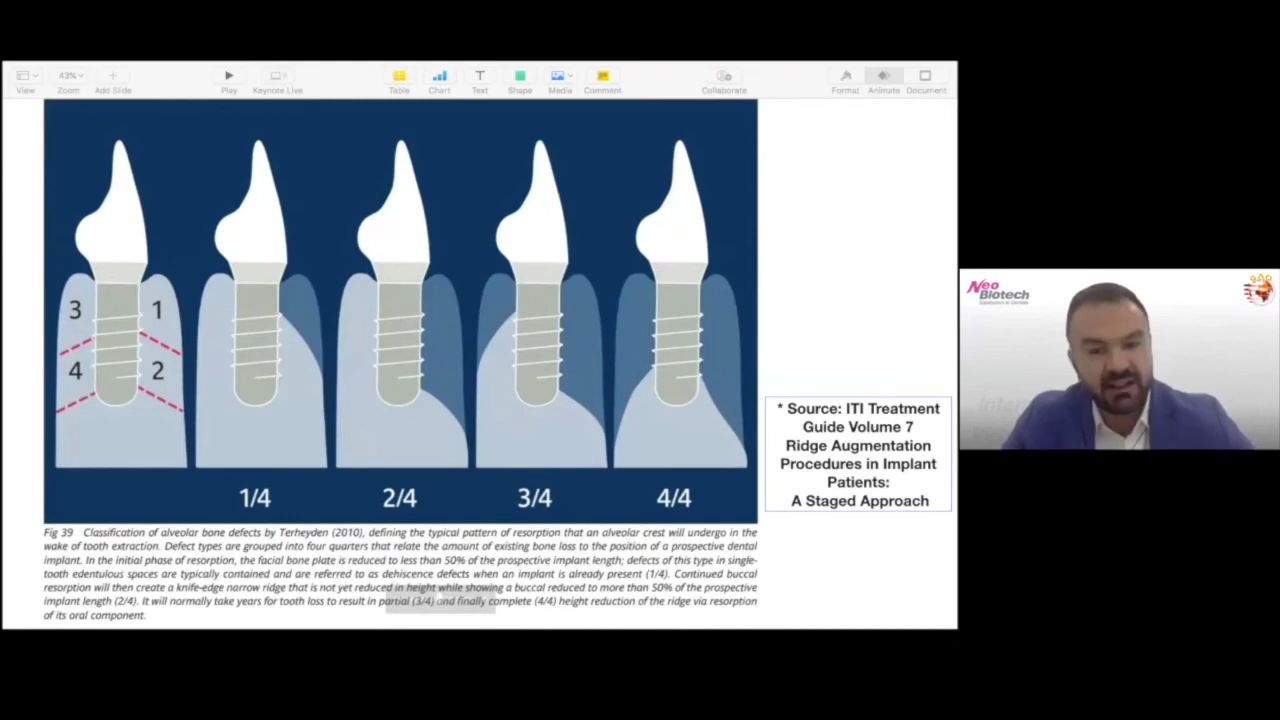 43%
View
Zoom
Add Slide
Play
Keynote Live
Table
Chart
Text
Shape
Media
Comment
Collaborate
Format
Animate
Document
3
1
4
2
1/4
2/4
3/4
4/4
* Source: ITI Treatment
Guide Volume 7
Ridge Augmentation
Procedures in Implant
Patients:
A Staged Approach
Fig 39 Classification of alveolar bone defects by Terheyden (2010), defining the typical pattern of resorption that an alveolar crest will undergo in the
wake of tooth extraction. Defect types are grouped into four quarters that relate the amount of existing bone loss to the position of a prospective dental
implant. In the initial phase of resorption, the facial bone plate is reduced to less than 50% of the prospective implant length; defects of this type in single-
tooth edentulous spaces are typically contained and are referred to as dehiscence defects when an implant is already present (1/4). Continued buccal
resorption will then create a knife-edge narrow ridge that is not yet reduced in height while showing a buccal reduced to more than 50% of the prospective
implant length (2/4). It will normally take years for tooth loss to result in partial (3/4) and finally complete (4/4) height reduction of the ridge via resorption
of its oral component.
Neo
Biotech